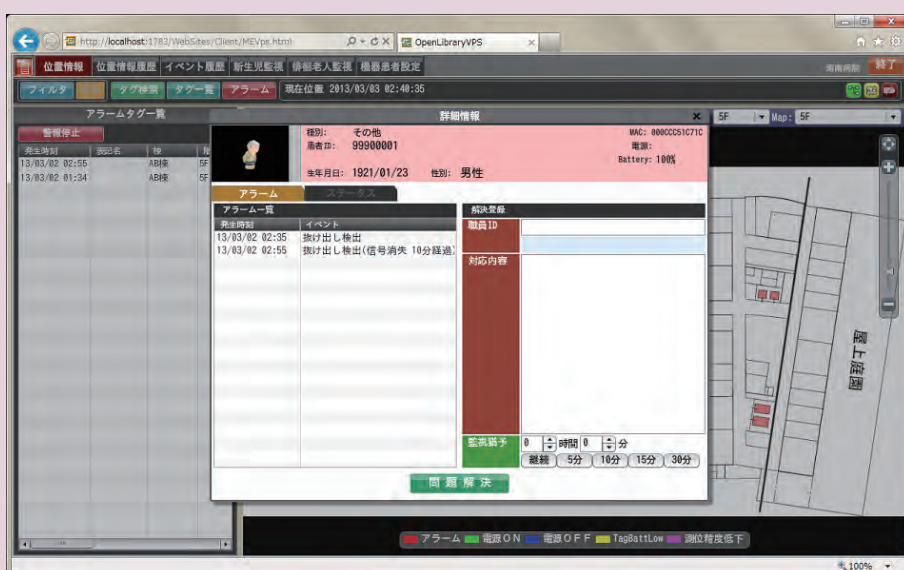 http://localhost:1783/WebSites/Client/MEVps.html
OpenLibraryVPS
位置情報 位置情報履歴 イベント履歴 新生児監視 徘徊老人監視 機器患者設定
終了
フィルタ タグ検索 タグ一覧 アラーム 現在位置 2013/03/03 02:40:35
アラームタグ一覧
警報停止
発生時刻 表記名 棟 階
13/03/02 02:55 AB棟 5F
13/03/02 01:34 AB棟 5F
詳細情報
種別: その他
患者ID: 99900001
生年月日: 1921/01/23 性別: 男性
MAC: 000CCC51C71C
電源:
Battery: 100%
アラーム ステータス
アラーム一覧
発生時刻 イベント
13/03/02 02:35 抜け出し検出
13/03/02 02:55 抜け出し検出(信号消失 10分経過)
解決登録
職員ID
対応内容
監視猶予 0 時間 0 分
継続 5分 10分 15分 30分
問題解決
5F Map: 5F
屋上庭園
アラーム 電源ON 電源OFF TagBattLow 測位精度低下
100%